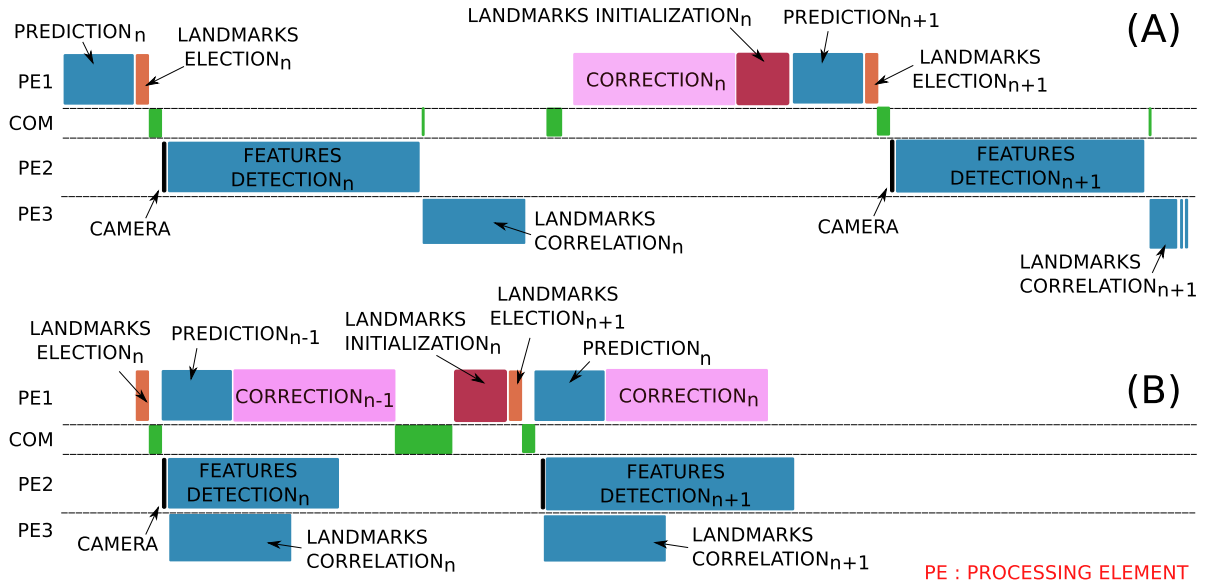 LANDMARKS INITIALIZATIONn
PREDICTIONn+1
(A)
PREDICTIONn
LANDMARKS
ELECTIONn
LANDMARKS
ELECTIONn+1
PE1
CORRECTIONn
COM
PE2
FEATURES
DETECTIONn
FEATURES
DETECTIONn+1
PE3
CAMERA
LANDMARKS
CORRELATIONn
CAMERA
LANDMARKS
CORRELATIONn+1
LANDMARKS
ELECTIONn
PREDICTIONn-1
LANDMARKS
INITIALIZATIONn
LANDMARKS
ELECTIONn+1
PREDICTIONn
(B)
PE1
CORRECTIONn-1
CORRECTIONn
COM
PE2
FEATURES
DETECTIONn
FEATURES
DETECTIONn+1
PE3
CAMERA
LANDMARKS
CORRELATIONn
LANDMARKS
CORRELATIONn+1
PE : PROCESSING ELEMENT